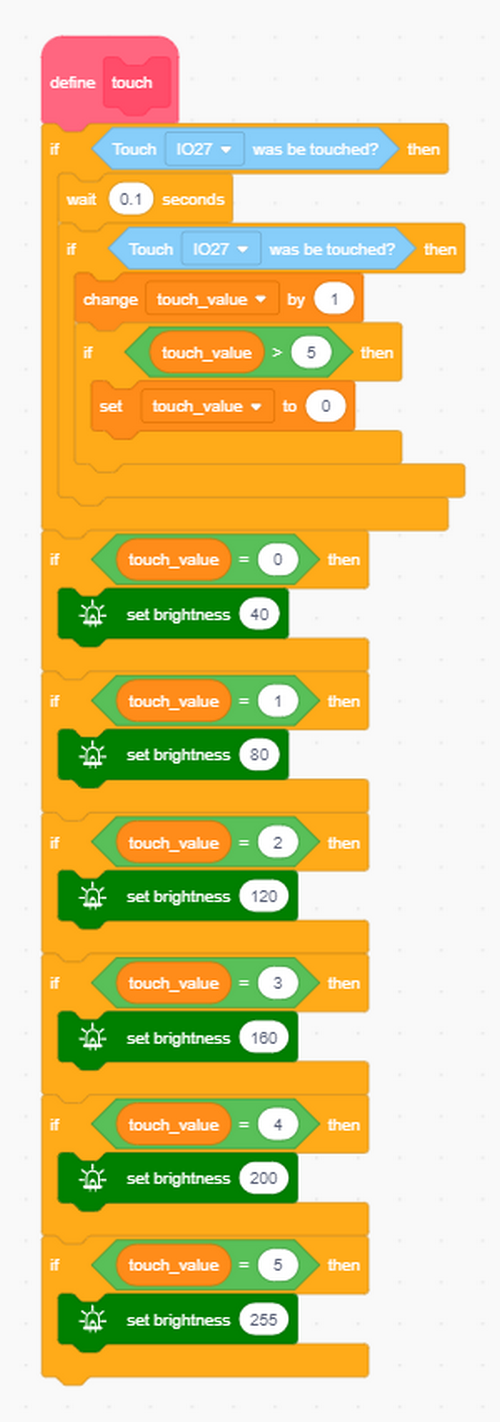 define touch
if Touch IO27 was be touched? then
wait 0.1 seconds
if Touch IO27 was be touched? then
change touch_value by 1
if touch_value > 5 then
set touch_value to 0
if touch_value = 0 then
set brightness 40
if touch_value = 1 then
set brightness 80
if touch_value = 2 then
set brightness 120
if touch_value = 3 then
set brightness 160
if touch_value = 4 then
set brightness 200
if touch_value = 5 then
set brightness 255